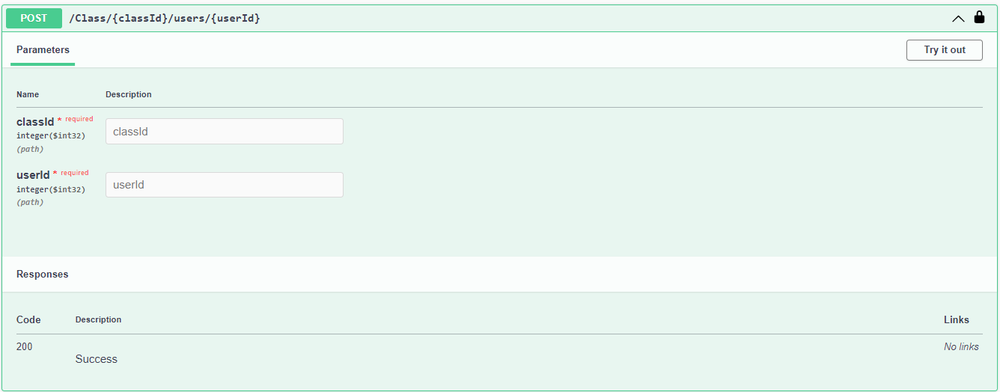 POST /Class/{classId}/users/{userId}
Parameters Try it out
Name Description
classId * required
integer($int32)
(path)
classId
userId * required
integer($int32)
(path)
userId
Responses
Code Description Links
200 No links
Success